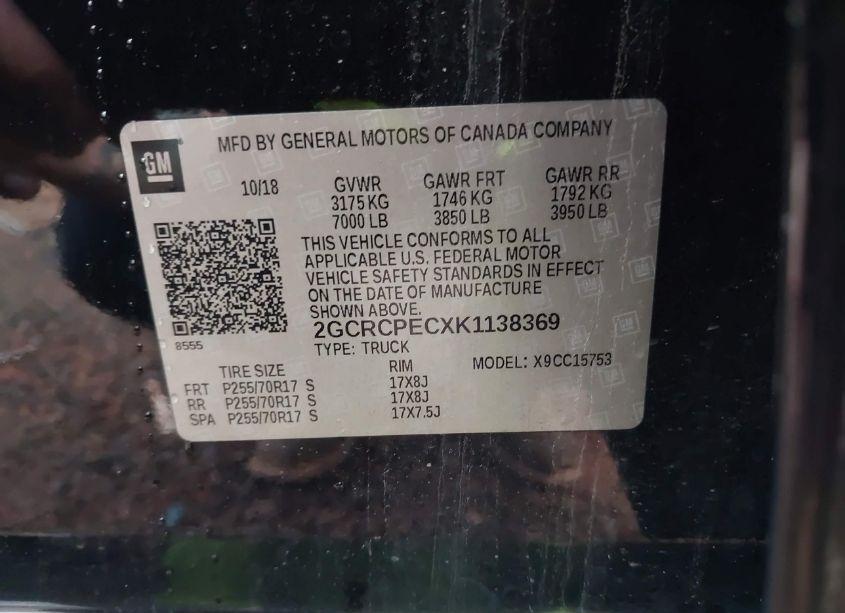 GM
MFD BY GENERAL MOTORS OF CANADA COMPANY
10/18 GVWR GAWR FRT GAWR RR
3175 KG 1746 KG 1792 KG
7000 LB 3850 LB 3950 LB
THIS VEHICLE CONFORMS TO ALL
APPLICABLE U.S. FEDERAL MOTOR
VEHICLE SAFETY STANDARDS IN EFFECT
ON THE DATE OF MANUFACTURE
SHOWN ABOVE.
8555
2GCRCPECXK1138369
TYPE: TRUCK MODEL: X9CC15753
TIRE SIZE RIM
FRT P255/70R17 S 17X8J
RR P255/70R17 S 17X8J
SPA P255/70R17 S 17X7.5J